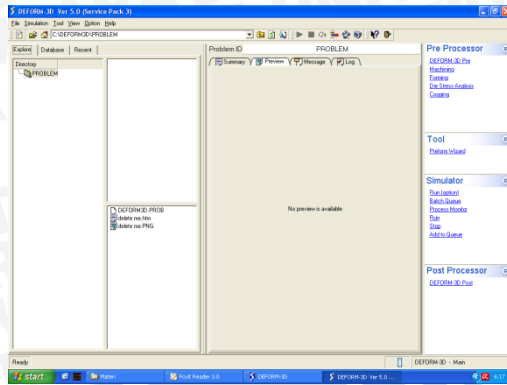 DEFORM-3D Ver 5.0 (Service Pack 3)
File Simulation Tool View Option Help
C:\DEFORM3D\PROBLEM
Explore Database Recent
Directory
PROBLEM
DEFORM3D.PROB
delete me.htm
delete me.PNG
Problem ID PROBLEM
Summary Preview Message Log
No preview is available
Pre Processor
DEFORM-3D Pre
Machining
Forming
Die Stress Analysis
Cogging
Tool
Preform Wizard
Simulator
Run (option)
Batch Queue
Process Monitor
Run
Stop
Add to Queue
Post Processor
DEFORM-3D Post
Ready
DEFORM-3D - Main
start
Materi
Foxit Reader 3.0
DEFORM-3D
DEFORM-3D Ver 5.0 ...
6:17